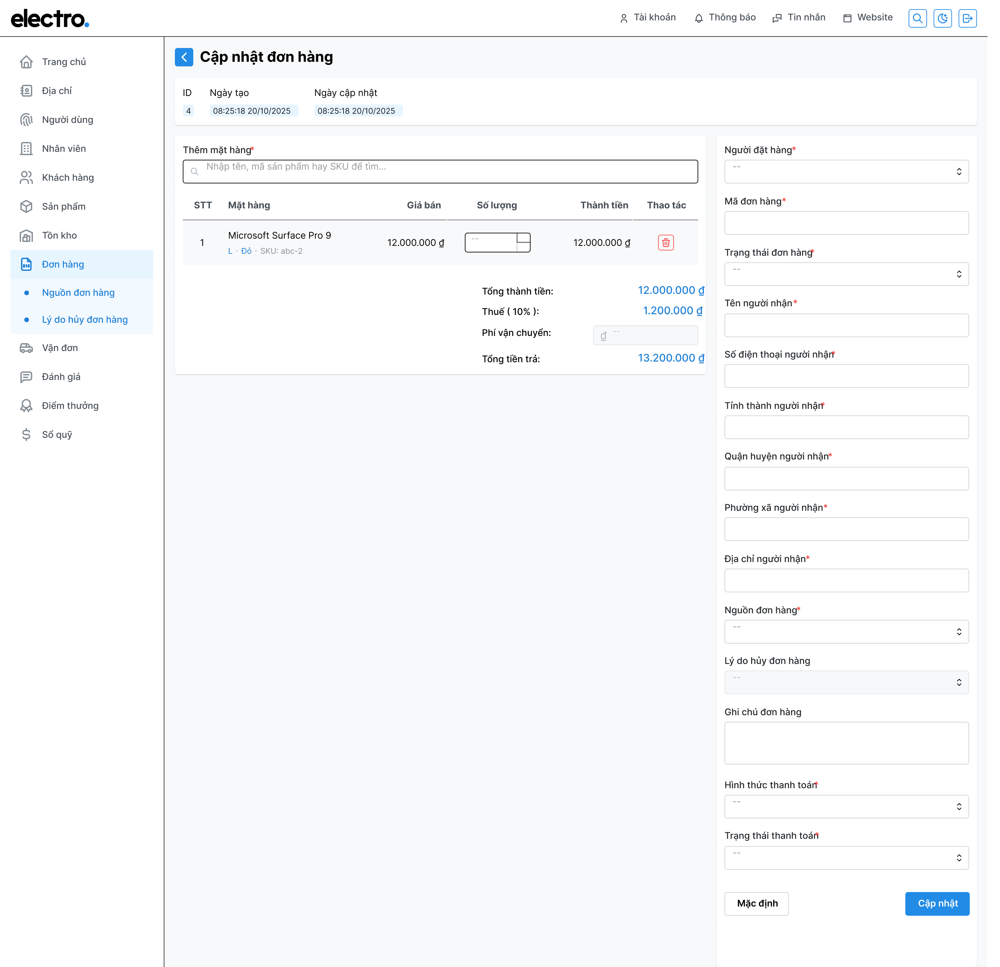 electro.
Tài khoản
Thông báo
Tin nhắn
Website
Trang chủ
Địa chỉ
Người dùng
Nhân viên
Khách hàng
Sản phẩm
Tồn kho
Đơn hàng
Nguồn đơn hàng
Lý do hủy đơn hàng
Vận đơn
Đánh giá
Điểm thưởng
Sổ quỹ
Cập nhật đơn hàng
ID Ngày tạo Ngày cập nhật
4 08:25:18 20/10/2025 08:25:18 20/10/2025
Thêm mặt hàng*
Nhập tên, mã sản phẩm hay SKU để tìm...
STT Mặt hàng Giá bán Số lượng Thành tiền Thao tác
1 Microsoft Surface Pro 9 12.000.000 ₫ -- 12.000.000 ₫
L · Đỏ · SKU: abc-2
Tổng thành tiền: 12.000.000 ₫
Thuế ( 10% ): 1.200.000 ₫
Phí vận chuyển: ₫ --
Tổng tiền trả: 13.200.000 ₫
Người đặt hàng*
--
Mã đơn hàng*
Trạng thái đơn hàng*
--
Tên người nhận*
Số điện thoại người nhận*
Tỉnh thành người nhận*
Quận huyện người nhận*
Phường xã người nhận*
Địa chỉ người nhận*
Nguồn đơn hàng*
--
Lý do hủy đơn hàng
--
Ghi chú đơn hàng
Hình thức thanh toán*
--
Trạng thái thanh toán*
--
Mặc định
Cập nhật